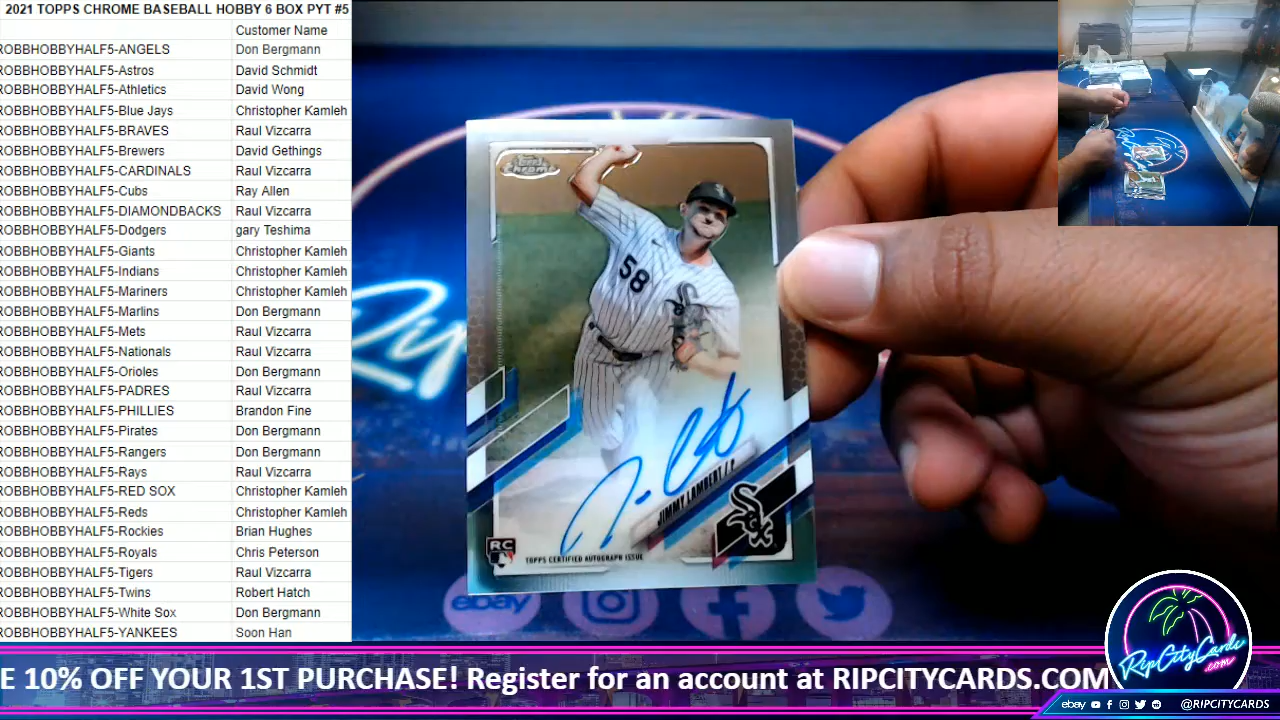 2021 TOPPS CHROME BASEBALL HOBBY 6 BOX PYT #5
Customer Name
ROBBHOBBYHALF5-ANGELS Don Bergmann
ROBBHOBBYHALF5-Astros David Schmidt
ROBBHOBBYHALF5-Athletics David Wong
ROBBHOBBYHALF5-Blue Jays Christopher Kamleh
ROBBHOBBYHALF5-BRAVES Raul Vizcarra
ROBBHOBBYHALF5-Brewers David Gethings
ROBBHOBBYHALF5-CARDINALS Raul Vizcarra
ROBBHOBBYHALF5-Cubs Ray Allen
ROBBHOBBYHALF5-DIAMONDBACKS Raul Vizcarra
ROBBHOBBYHALF5-Dodgers gary Teshima
ROBBHOBBYHALF5-Giants Christopher Kamleh
ROBBHOBBYHALF5-Indians Christopher Kamleh
ROBBHOBBYHALF5-Mariners Christopher Kamleh
ROBBHOBBYHALF5-Marlins Don Bergmann
ROBBHOBBYHALF5-Mets Raul Vizcarra
ROBBHOBBYHALF5-Nationals Raul Vizcarra
ROBBHOBBYHALF5-Orioles Don Bergmann
ROBBHOBBYHALF5-PADRES Raul Vizcarra
ROBBHOBBYHALF5-PHILLIES Brandon Fine
ROBBHOBBYHALF5-Pirates Don Bergmann
ROBBHOBBYHALF5-Rangers Don Bergmann
ROBBHOBBYHALF5-Rays Raul Vizcarra
ROBBHOBBYHALF5-RED SOX Christopher Kamleh
ROBBHOBBYHALF5-Reds Christopher Kamleh
ROBBHOBBYHALF5-Rockies Brian Hughes
ROBBHOBBYHALF5-Royals Chris Peterson
ROBBHOBBYHALF5-Tigers Raul Vizcarra
ROBBHOBBYHALF5-Twins Robert Hatch
ROBBHOBBYHALF5-White Sox Don Bergmann
ROBBHOBBYHALF5-YANKEES Soon Han
Topps Chrome
58
Sox
JIMMY LAMBERT / P
Sox
RC
TOPPS CERTIFIED AUTOGRAPH ISSUE
Rip
ebay
E 10% OFF YOUR 1ST PURCHASE! Register for an account at RIPCITYCARDS.COM
RipCityCards
.com
ebay @RIPCITYCARDS